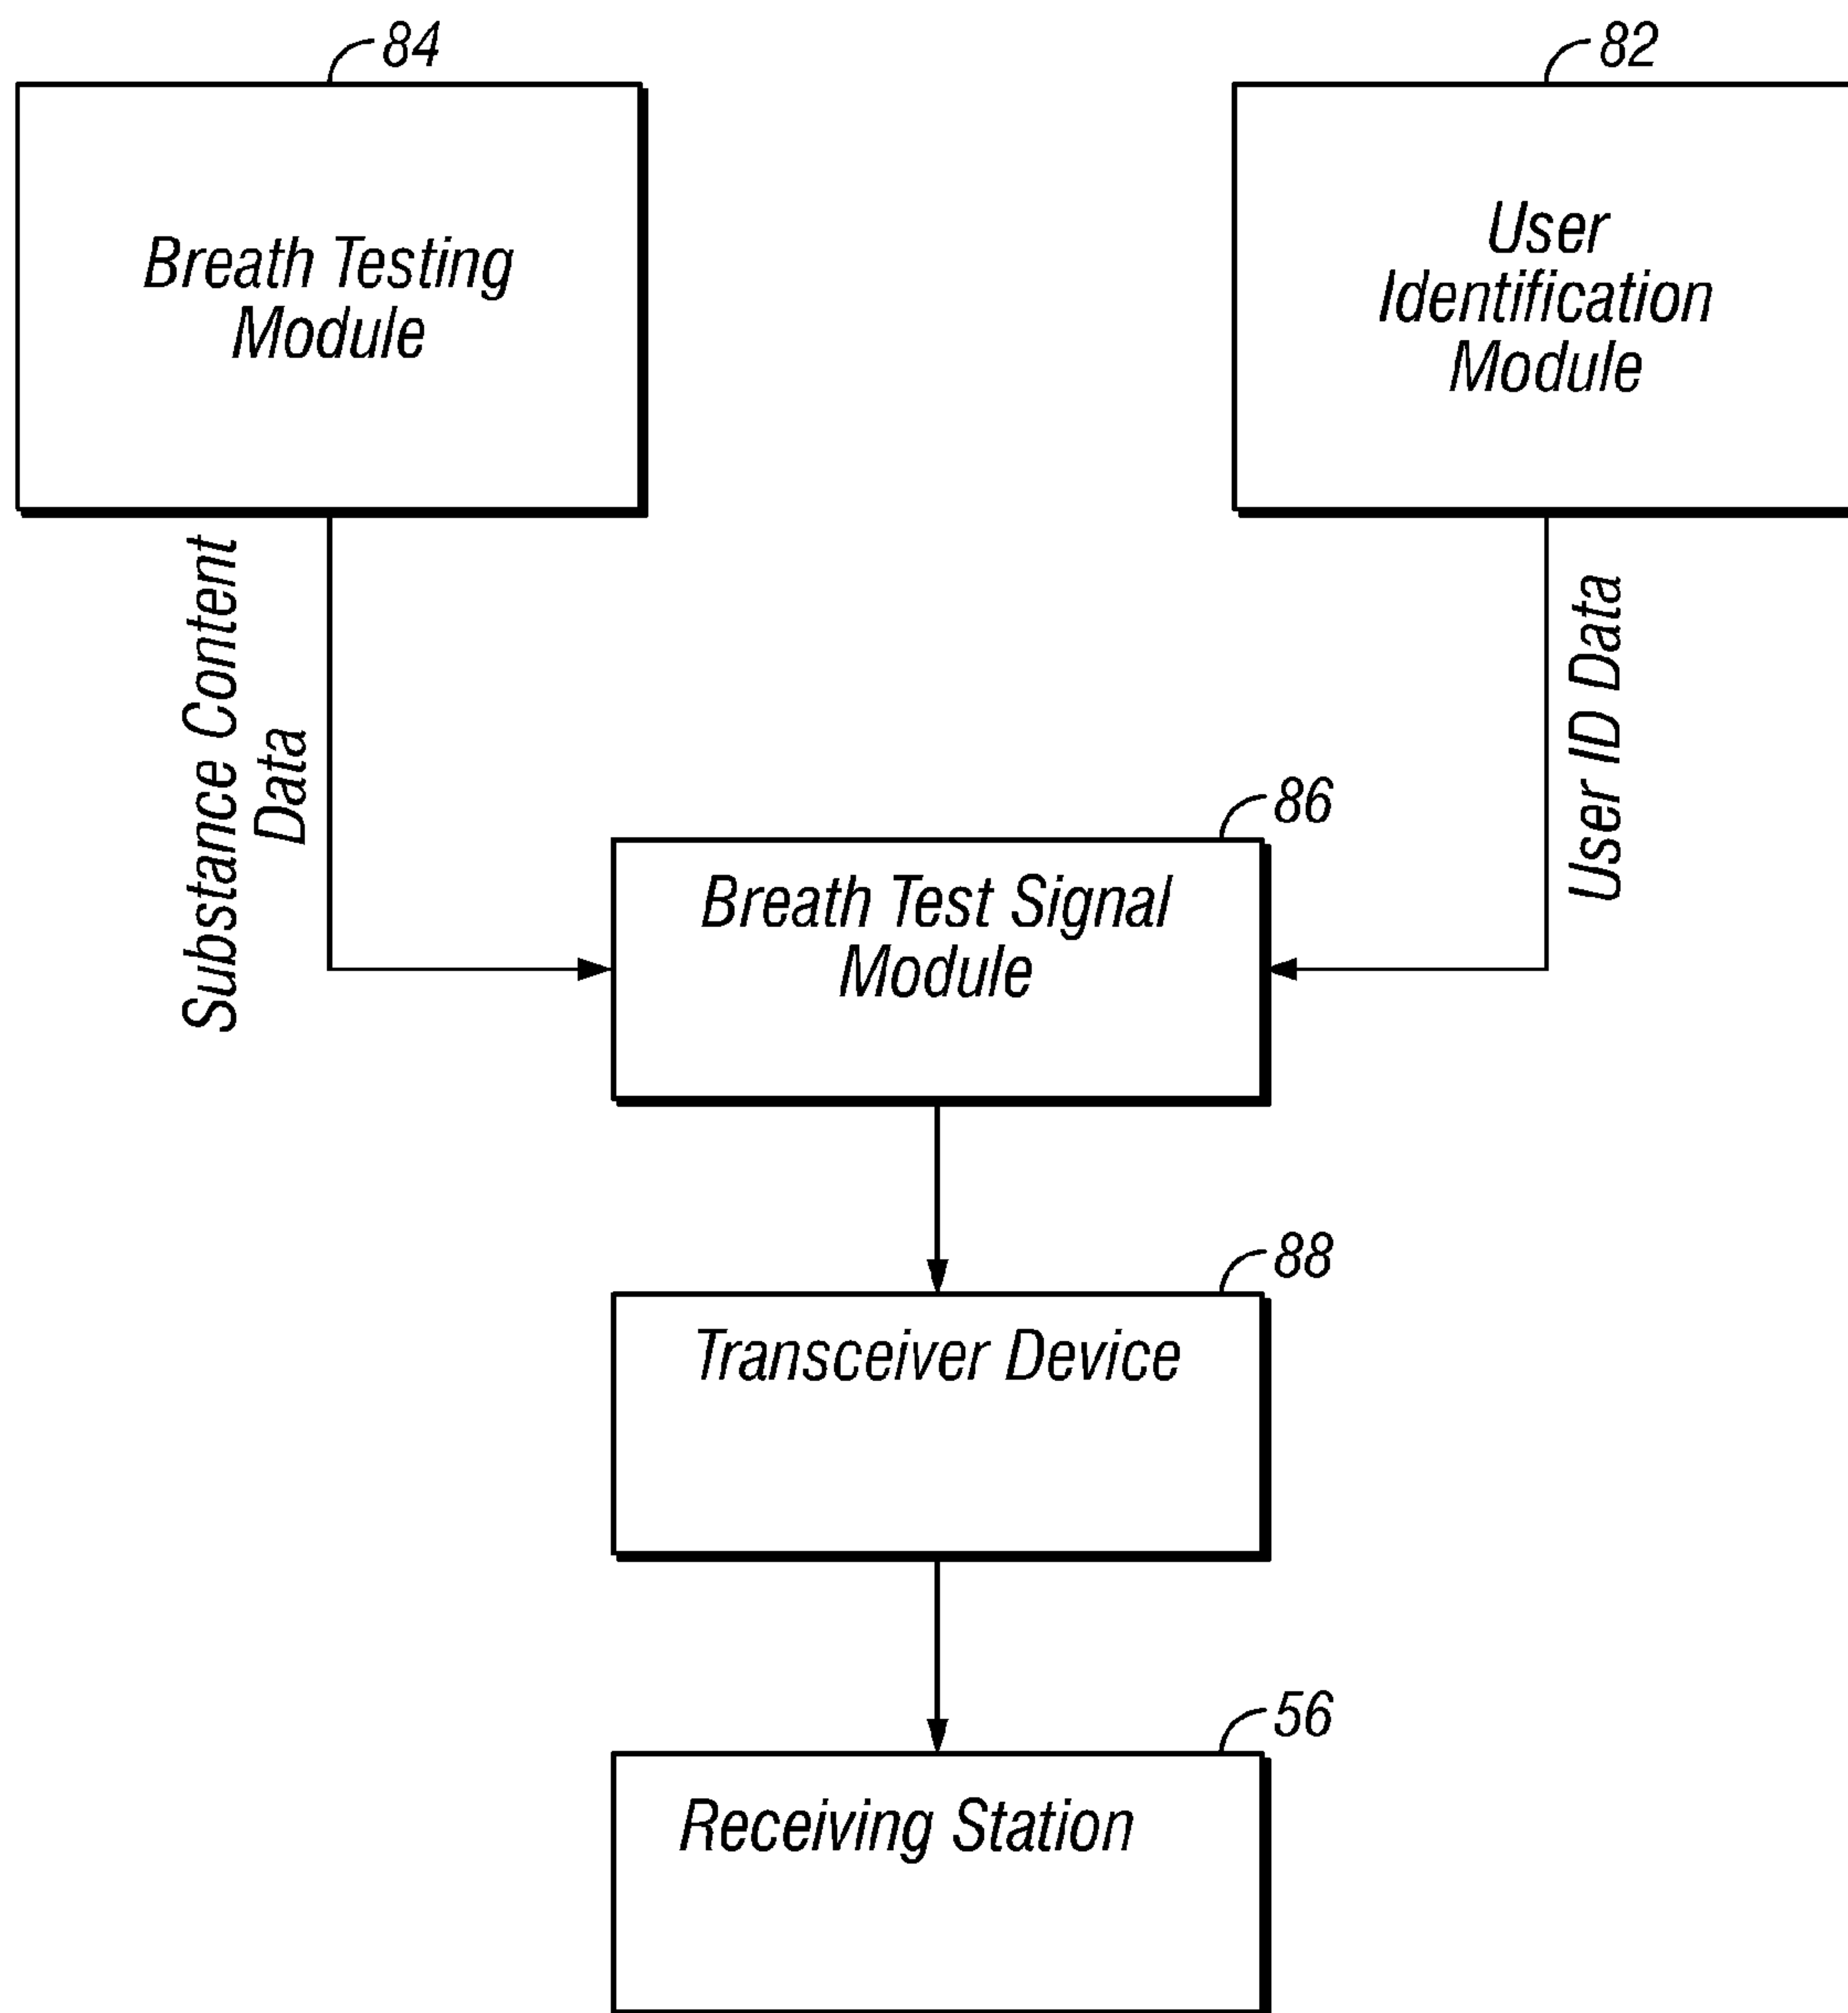 84
Breath Testing
Module
82
User
Identification
Module
Substance Content
Data
User ID Data
86
Breath Test Signal
Module
88
Transceiver Device
56
Receiving Station